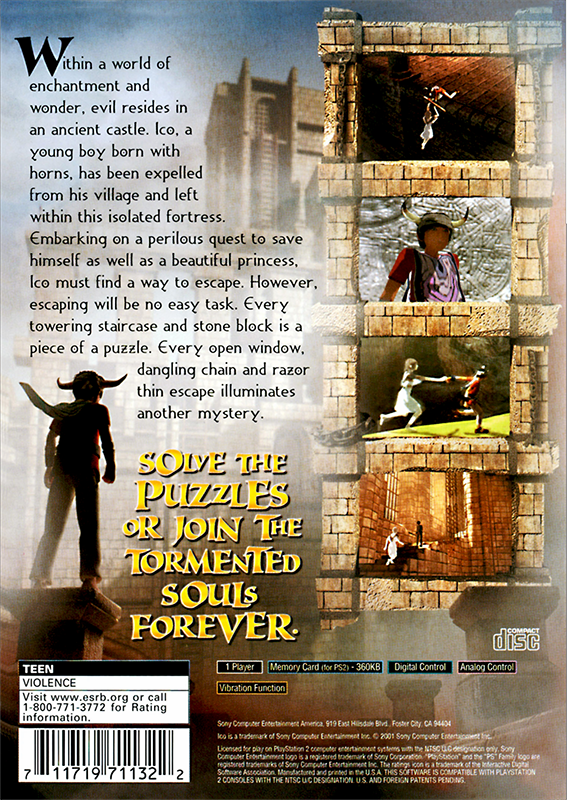 Within a world of
enchantment and
wonder, evil resides in
an ancient castle. Ico, a
young boy born with
horns, has been expelled
from his village and left
within this isolated fortress.
Embarking on a perilous quest to save
himself as well as a beautiful princess,
Ico must find a way to escape. However,
escaping will be no easy task. Every
towering staircase and stone block is a
piece of a puzzle. Every open window,
dangling chain and razor
thin escape illuminates
another mystery.
SOLVE THE
PUZZLES
OR JOIN THE
TORMENTED
SOULS
FOREVER.
COMPACT
disc
TEEN
VIOLENCE
Visit www.esrb.org or call
1-800-771-3772 for Rating
information.
7 11719 71132 2
1 Player
Memory Card (for PS2) - 360KB
Digital Control
Analog Control
Vibration Function
Sony Computer Entertainment America, 919 East Hillsdale Blvd., Foster City, CA 94404
Ico is a trademark of Sony Computer Entertainment Inc. © 2001 Sony Computer Entertainment Inc.
Licensed for play on PlayStation 2 computer entertainment systems with the NTSC U/C designation only. Sony
Computer Entertainment logo is a registered trademark of Sony Corporation. "PlayStation" and the "PS" Family logo are
registered trademarks of Sony Computer Entertainment Inc. The ratings icon is a trademark of the Interactive Digital
Software Association. Manufactured and printed in the U.S.A. THIS SOFTWARE IS COMPATIBLE WITH PLAYSTATION
2 CONSOLES WITH THE NTSC U/C DESIGNATION. U.S. AND FOREIGN PATENTS PENDING.